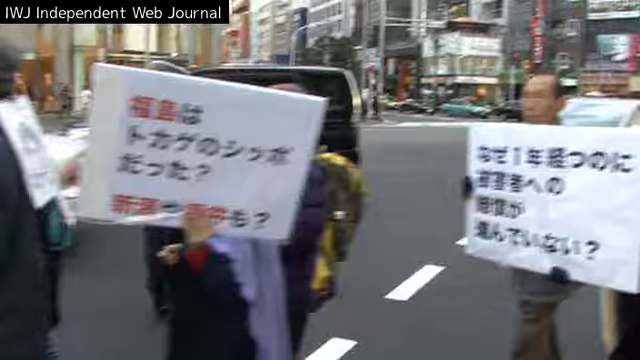 IWJ Independent Web Journal
福島は
トカゲのシッポ
だった?
も?
なぜ1年経つのに
被害者への
賠償が
進んでいない?